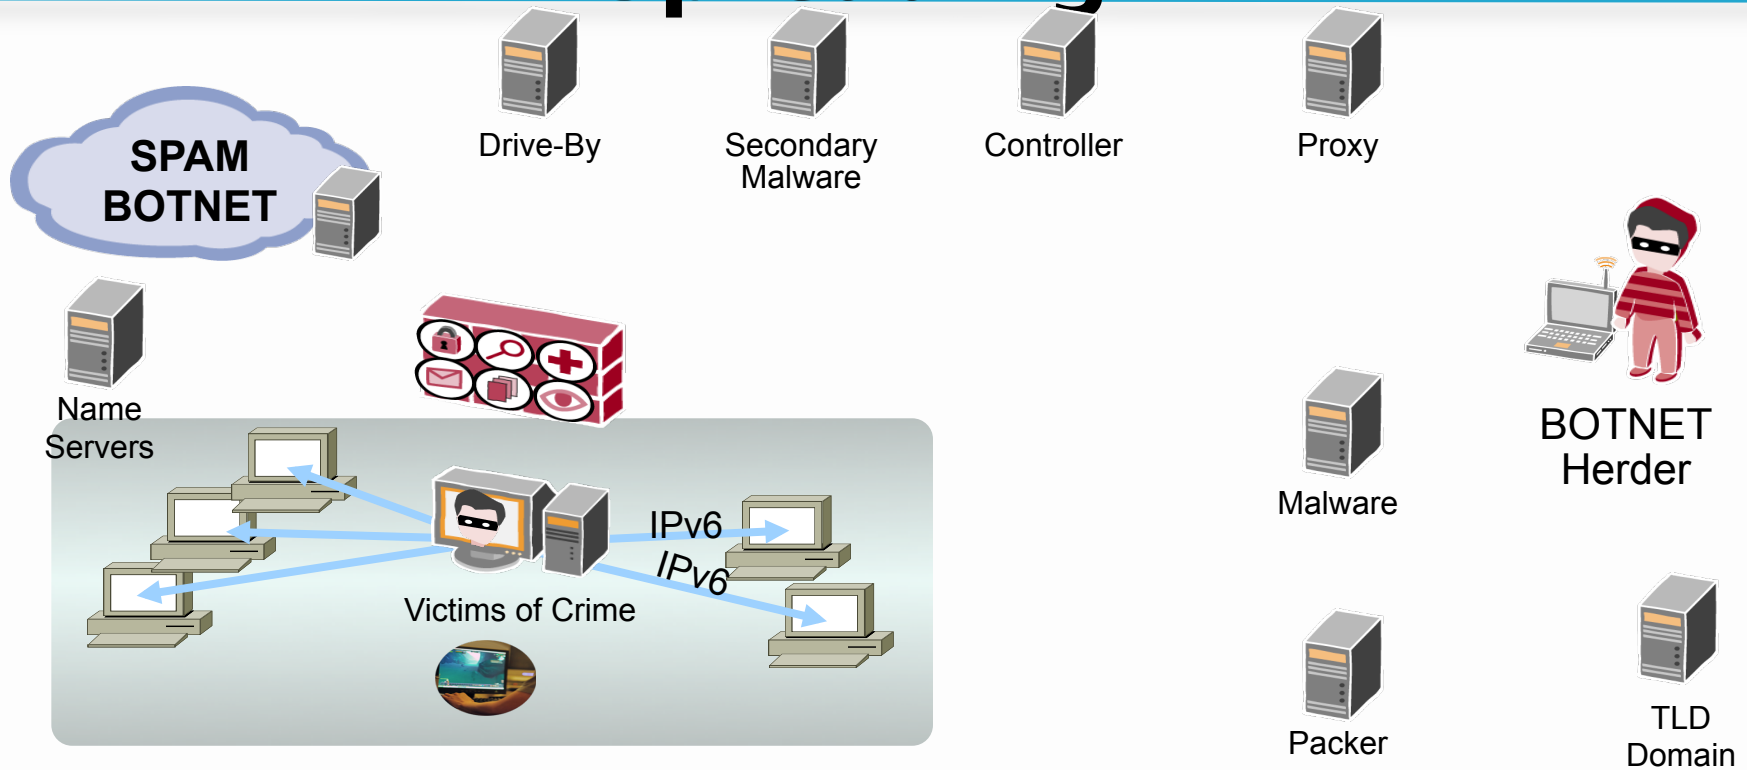 Drive-By
Secondary
Malware
Controller
Proxy
SPAM
BOTNET
Name
Servers
BOTNET
Herder
Malware
IPv6
IPv6
Victims of Crime
Packer
TLD
Domain